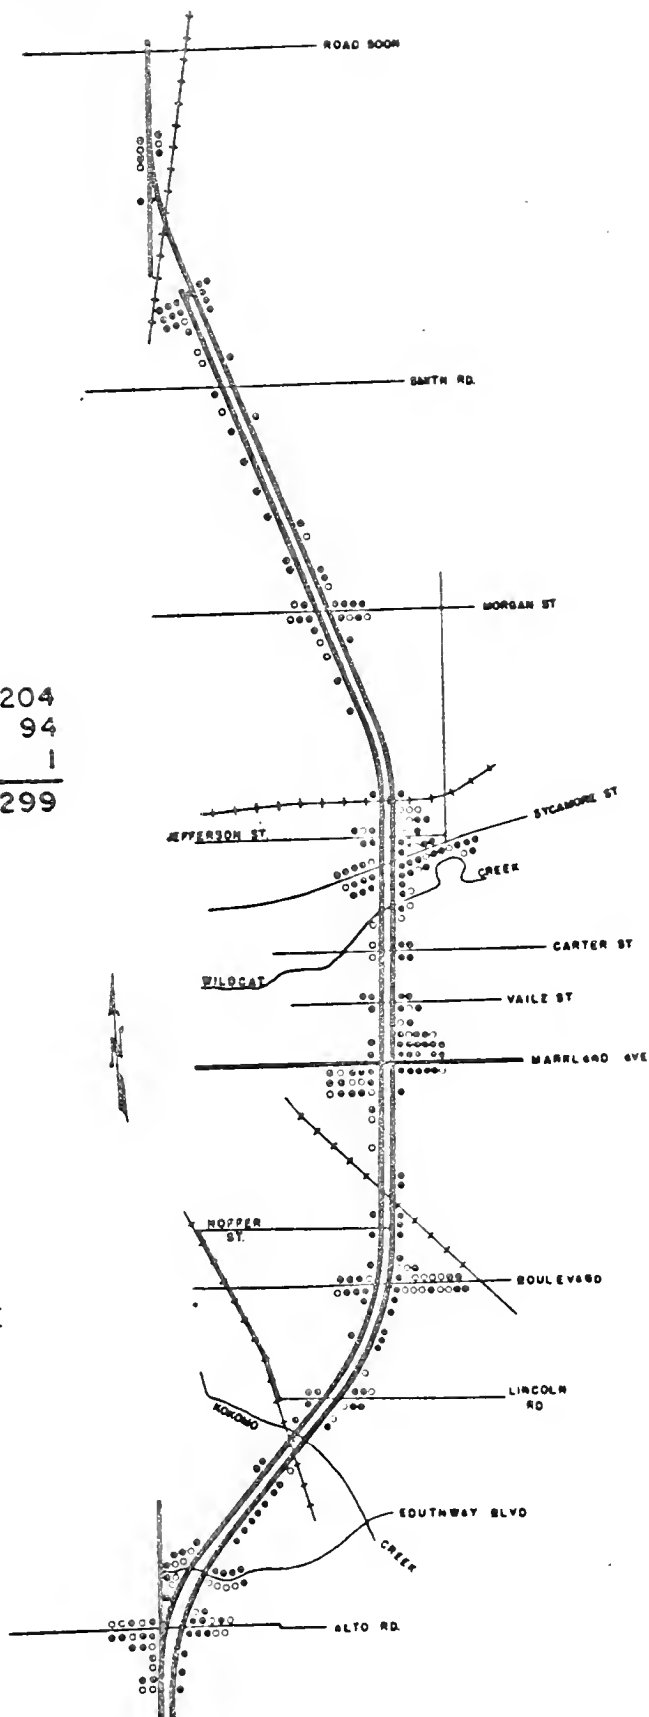 ROAD 500N
SMITH RD.
MORGAN ST
204
94
1
299
SYCAMORE ST
JEFFERSON ST.
CREEK
CARTER ST
WILDCAT
VAILE ST
MARKLAND AVE
HOFFER
ST.
BOULEVARD
LINCOLN
RD
KOKOMO
SOUTHWAY BLVD
CREEK
ALTO RD.